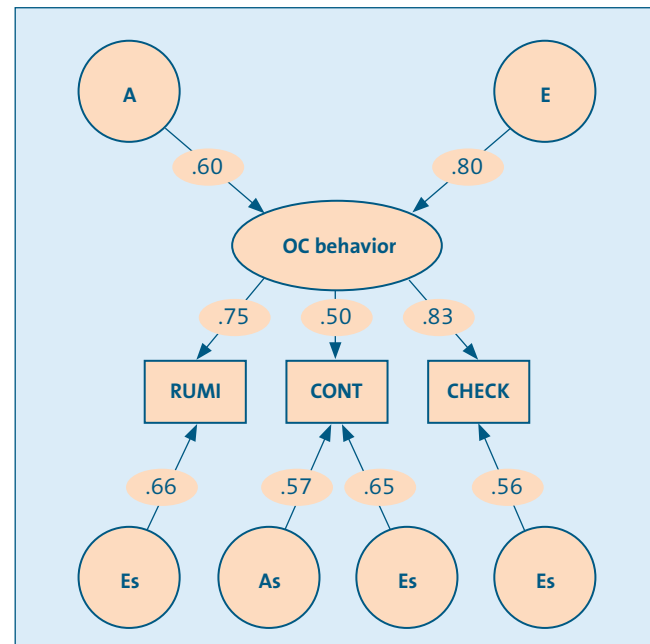 A
E
.60
.80
OC behavior
.75
.50
.83
RUMI
CONT
CHECK
.66
.57
.65
.56
Es
As
Es
Es